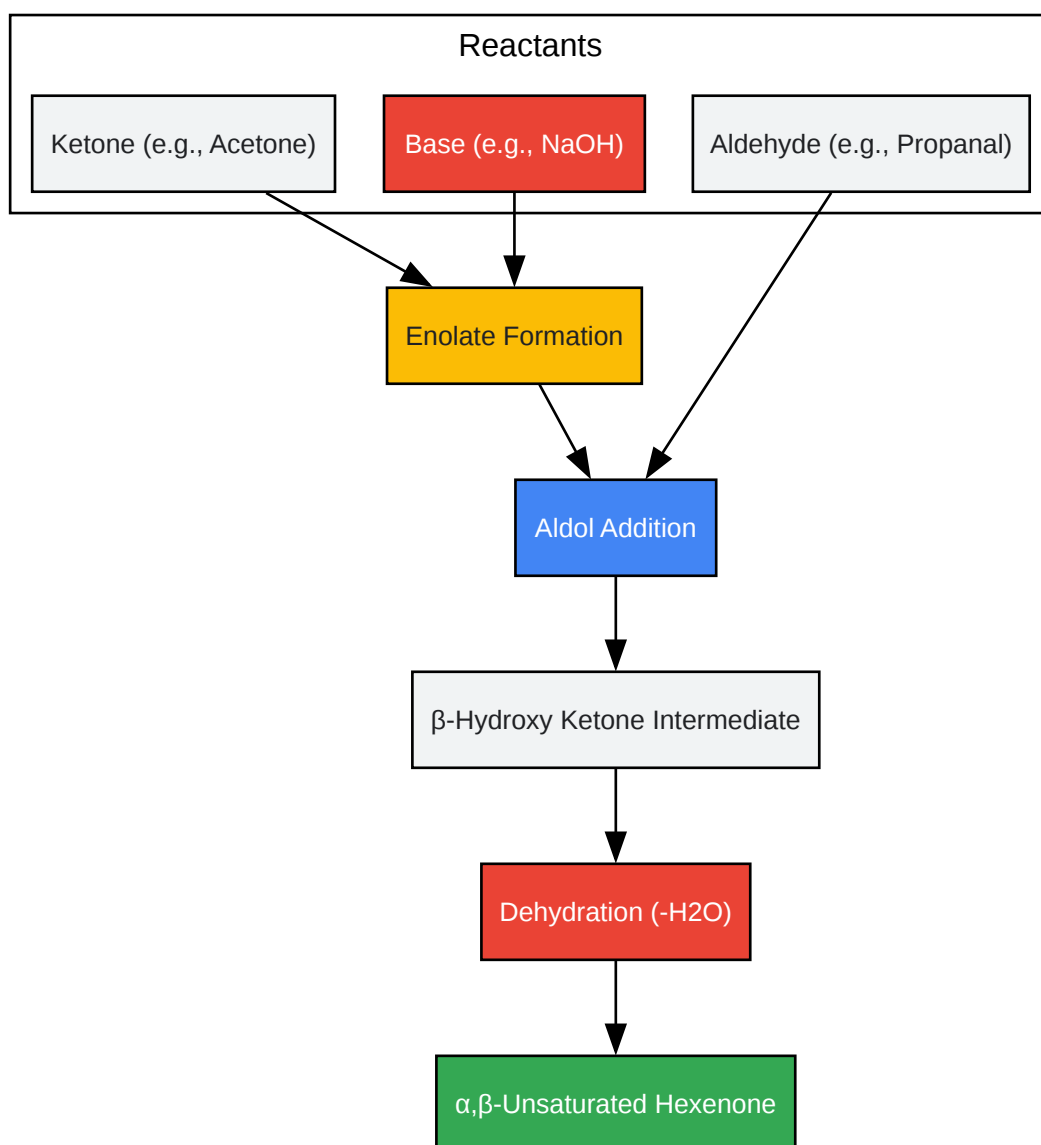 Reactants
Ketone (e.g., Acetone)
Base (e.g., NaOH)
Aldehyde (e.g., Propanal)
Enolate Formation
Aldol Addition
β-Hydroxy Ketone Intermediate
Dehydration (-H2O)
α,β-Unsaturated Hexenone